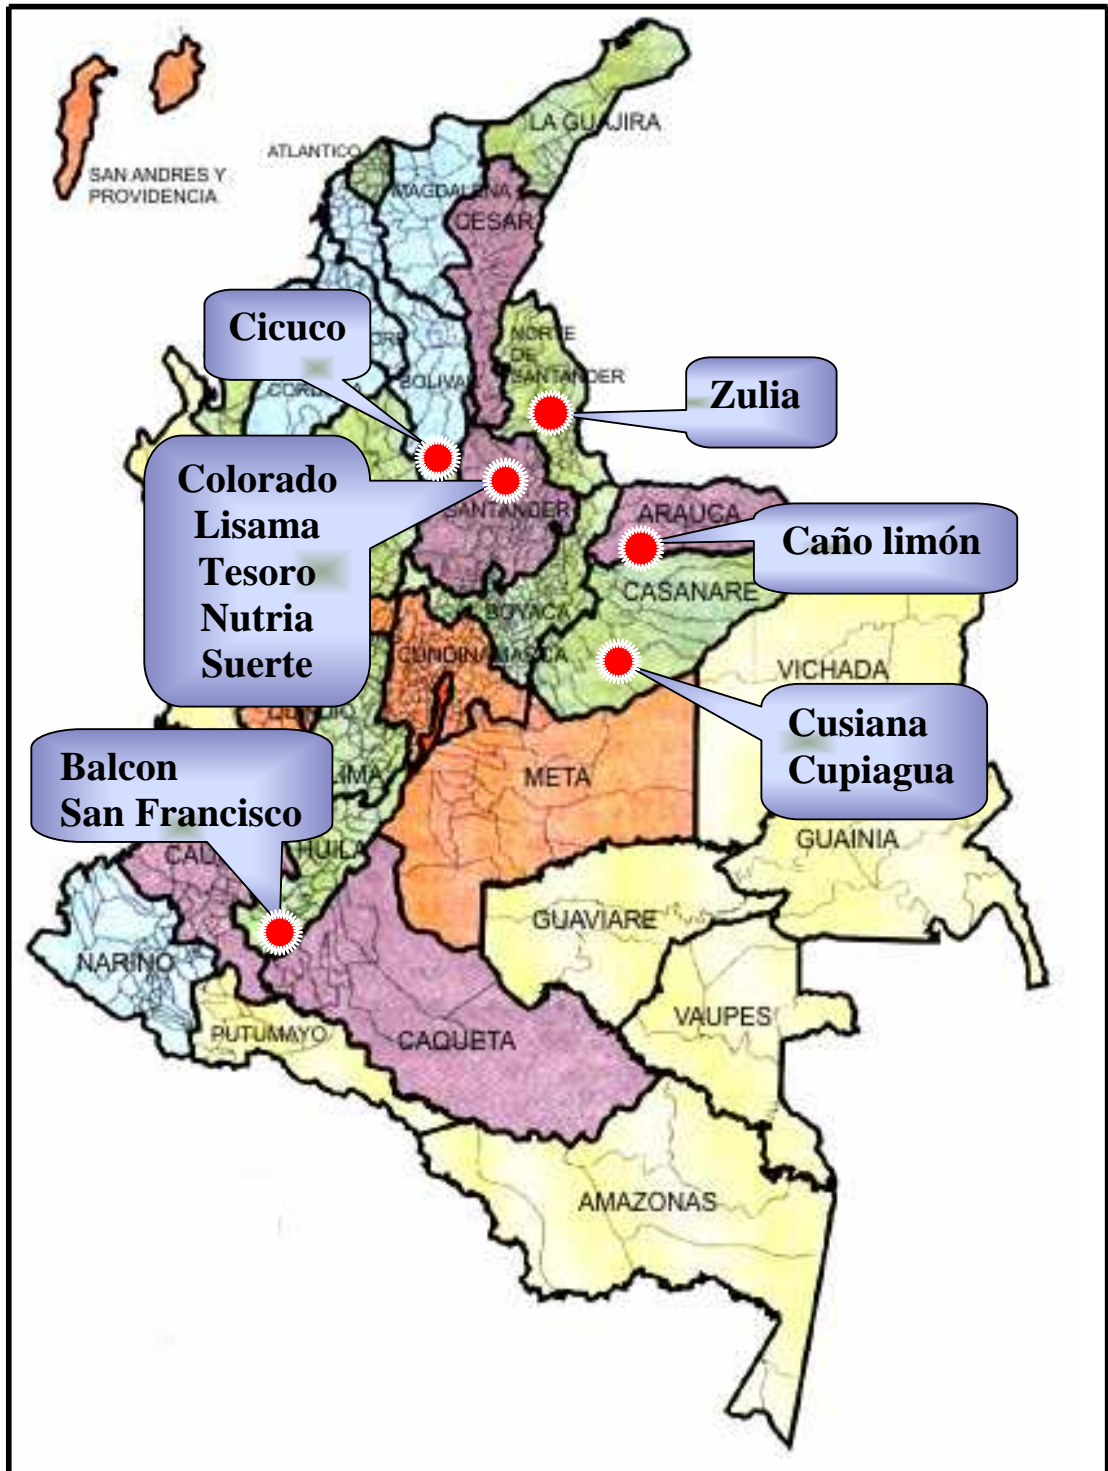 LA GUAJIRA
ATLANTICO
SAN ANDRES Y
PROVIDENCIA
MAGDALENA
CESAR
Cicuco
NORTE
DE
SANTANDER
BOLIVAR
Zulia
Colorado
Lisama
Tesoro
Nutria
Suerte
SANTANDER
ARAUCA
Caño limón
CASANARE
BOYACA
CUNDINAMARCA
VICHADA
Cusiana
Cupiagua
Balcon
San Francisco
LIMA
META
GUAINIA
CAU
HUILA
GUAVIARE
NARIÑO
VAUPES
PUTUMAYO
CAQUETA
AMAZONAS